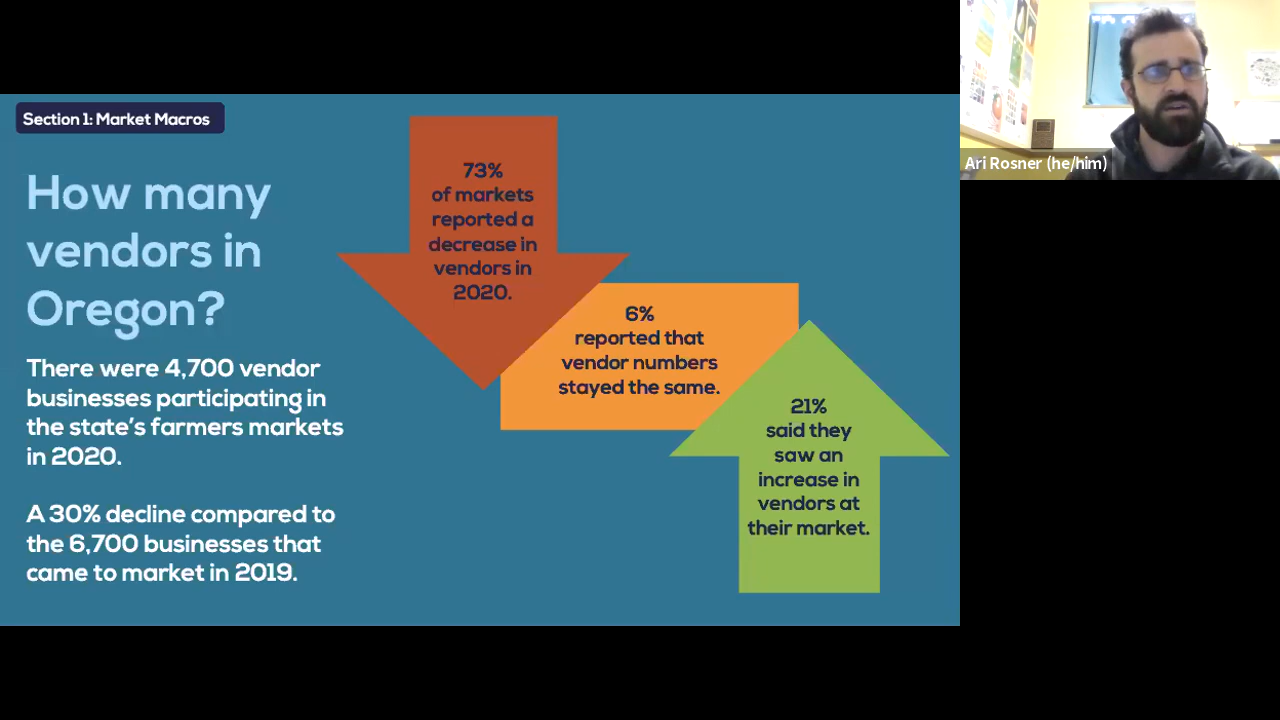 Section 1: Market Macros
How many
vendors in
Oregon?
There were 4,700 vendor
businesses participating in
the state's farmers markets
in 2020.
A 30% decline compared to
the 6,700 businesses that
came to market in 2019.
73%
of markets
reported a
decrease in
vendors in
2020.
6%
reported that
vendor numbers
stayed the same.
21%
said they
saw an
increase in
vendors at
their market.
Ari Rosner (he/him)